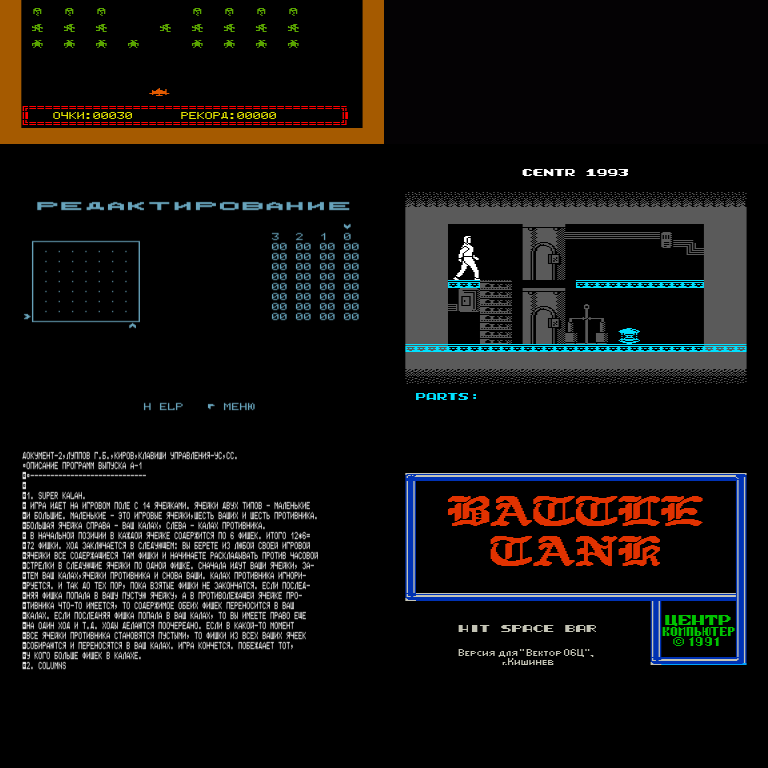 ОЧКИ:00030 РЕКОРД:00000
РЕДАКТИРОВАНИЕ
3 2 1 0
00 00 00 00
00 00 00 00
00 00 00 00
00 00 00 00
00 00 00 00
00 00 00 00
00 00 00 00
00 00 00 00
H ELP МЕНЮ
CENTR 1993
PARTS:
ДОКУМЕНТ-2,ЛУППОВ Г.Б.,КИРОВ,КЛАВИШИ УПРАВЛЕНИЯ-УС,СС.
*ОПИСАНИЕ ПРОГРАММ ВЫПУСКА А-1
1. SUPER KALAH.
ИГРА ИДЕТ НА ИГРОВОМ ПОЛЕ С 14 ЯЧЕЙКАМИ. ЯЧЕЙКИ ДВУХ ТИПОВ - МАЛЕНЬКИЕ
И БОЛЬШИЕ. МАЛЕНЬКИЕ - ЭТО ИГРОВЫЕ ЯЧЕЙКИ,ШЕСТЬ ВАШИХ И ШЕСТЬ ПРОТИВНИКА.
БОЛЬШАЯ ЯЧЕЙКА СПРАВА - ВАШ КАЛАХ, СЛЕВА - КАЛАХ ПРОТИВНИКА.
В НАЧАЛЬНОЙ ПОЗИЦИИ В КАЖДОЙ ЯЧЕЙКЕ СОДЕРЖИТСЯ ПО 6 ФИШЕК. ИТОГО 12*6=
72 ФИШКИ. ХОД ЗАКЛЮЧАЕТСЯ В СЛЕДУЮЩЕМ: ВЫ БЕРЕТЕ ИЗ ЛЮБОЙ СВОЕЙ ИГРОВОЙ
ЯЧЕЙКИ ВСЕ СОДЕРЖАЩИЕСЯ ТАМ ФИШКИ И НАЧИНАЕТЕ РАСКЛАДЫВАТЬ ПРОТИВ ЧАСОВОЙ
СТРЕЛКИ В СЛЕДУЮЩИЕ ЯЧЕЙКИ ПО ОДНОЙ ФИШКЕ. СНАЧАЛА ИДУТ ВАШИ ЯЧЕЙКИ, ЗА-
ТЕМ ВАШ КАЛАХ,ЯЧЕЙКИ ПРОТИВНИКА И СНОВА ВАШИ. КАЛАХ ПРОТИВНИКА ИГНОРИ-
РУЕТСЯ. И ТАК ДО ТЕХ ПОР, ПОКА ВЗЯТЫЕ ФИШКИ НЕ ЗАКОНЧАТСЯ. ЕСЛИ ПОСЛЕД-
НЯЯ ФИШКА ПОПАЛА В ВАШУ ПУСТУЮ ЯЧЕЙКУ, А В ПРОТИВОЛЕЖАЩЕЙ ЯЧЕЙКЕ ПРО-
ТИВНИКА ЧТО-ТО ИМЕЕТСЯ, ТО СОДЕРЖИМОЕ ОБЕИХ ФИШЕК ПЕРЕНОСИТСЯ В ВАШ
КАЛАХ. ЕСЛИ ПОСЛЕДНЯЯ ФИШКА ПОПАЛА В ВАШ КАЛАХ, ТО ВЫ ИМЕЕТЕ ПРАВО ЕЩЕ
НА ОДИН ХОД И Т.Д. ХОДЫ ДЕЛАЮТСЯ ПООЧЕРЕДНО. ЕСЛИ В КАКОЙ-ТО МОМЕНТ
ВСЕ ЯЧЕЙКИ ПРОТИВНИКА СТАНОВЯТСЯ ПУСТЫМИ, ТО ФИШКИ ИЗ ВСЕХ ВАШИХ ЯЧЕЕК
СОБИРАЮТСЯ И ПЕРЕНОСЯТСЯ В ВАШ КАЛАХ. ИГРА КОНЧЕТСЯ. ПОБЕЖДАЕТ ТОТ,
У КОГО БОЛЬШЕ ФИШЕК В КАЛАХЕ.
2. COLUMNS
BATTLE
TANK
HIT SPACE BAR
Версия для"Вектор 06Ц",
г.Кишинев
ЦЕНТР
КОМПЬЮТЕР
© 1991